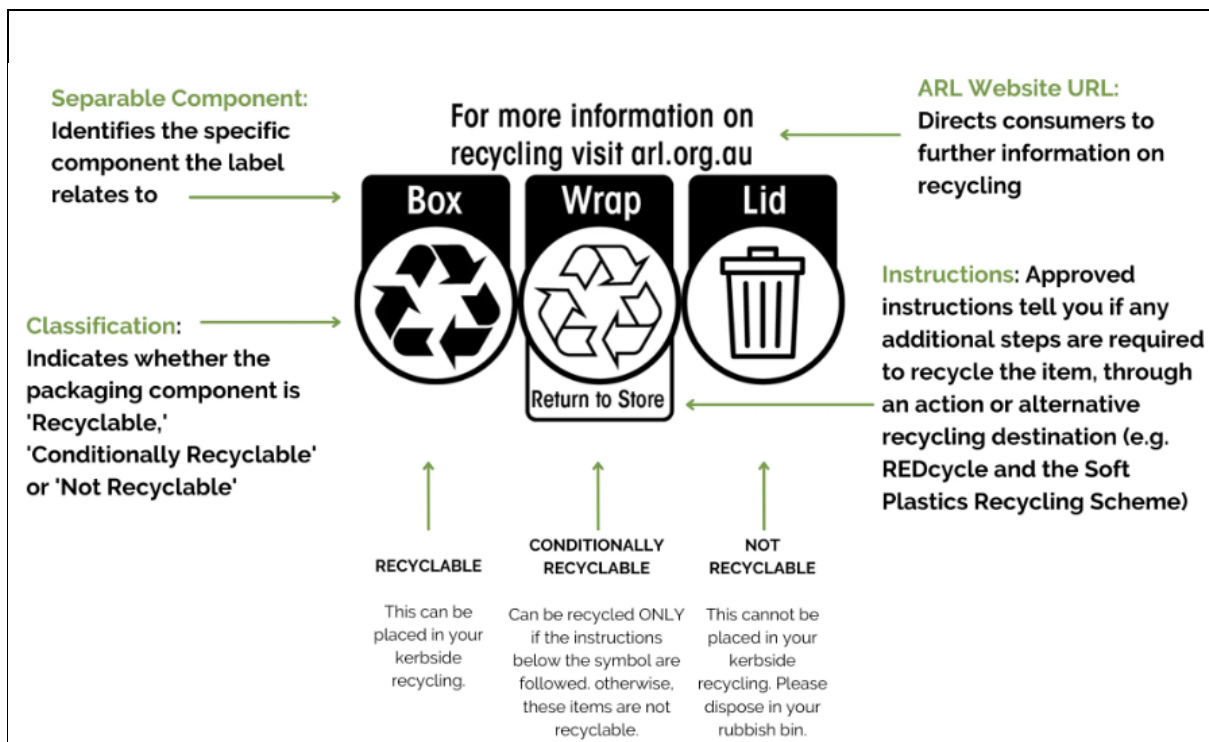 Separable Component:
Identifies the specific
component the label
relates to
For more information on
recycling visit arl.org.au
ARL Website URL:
Directs consumers to
further information on
recycling
Box
Wrap
Lid
Return to Store
Classification:
Indicates whether the
packaging component is
'Recyclable,'
'Conditionally Recyclable'
or 'Not Recyclable'
Instructions: Approved
instructions tell you if any
additional steps are required
to recycle the item, through
an action or alternative
recycling destination (e.g.
REDcycle and the Soft
Plastics Recycling Scheme)
RECYCLABLE
This can be
placed in your
kerbside
recycling.
CONDITIONALLY
RECYCLABLE
Can be recycled ONLY
if the instructions
below the symbol are
followed. otherwise,
these items are not
recyclable.
NOT
RECYCLABLE
This cannot be
placed in your
kerbside
recycling. Please
dispose in your
rubbish bin.